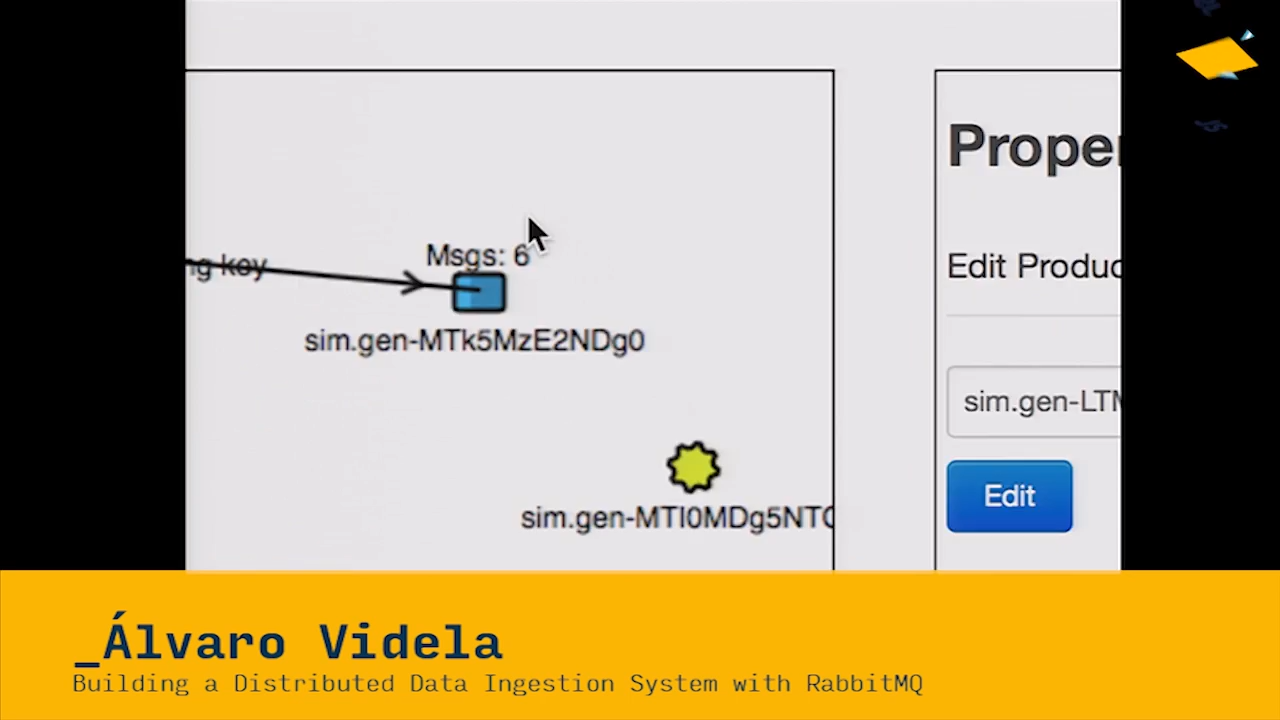 Proper
Msgs: 6
ng key
Edit Produc
sim.gen-MTk5MzE2NDg0
sim.gen-LTM
Edit
sim.gen-MTI0MDg5NTC
_Álvaro Videla
Building a Distributed Data Ingestion System with RabbitMQ